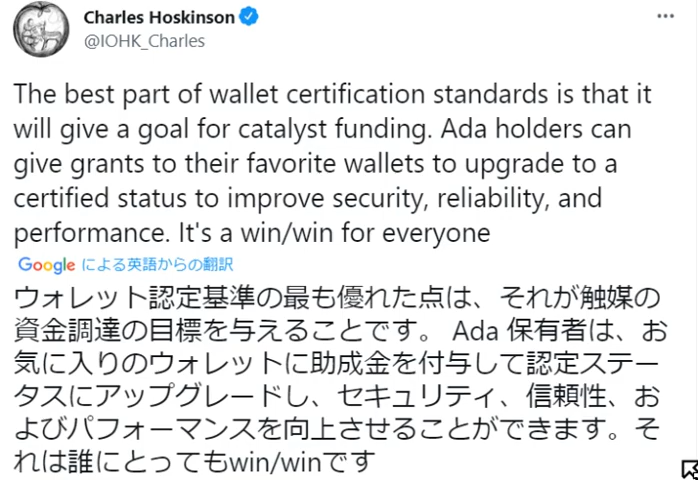 Charles Hoskinson
@IOHK_Charles
The best part of wallet certification standards is that it
will give a goal for catalyst funding. Ada holders can
give grants to their favorite wallets to upgrade to a
certified status to improve security, reliability, and
performance. It's a win/win for everyone
Google による英語からの翻訳
ウォレット認定基準の最も優れた点は、それが触媒の
資金調達の目標を与えることです。 Ada 保有者は、お
気に入りのウォレットに助成金を付与して認定ステー
タスにアップグレードし、セキュリティ、信頼性、お
よびパフォーマンスを向上させることができます。そ
れは誰にとってもwin/winです